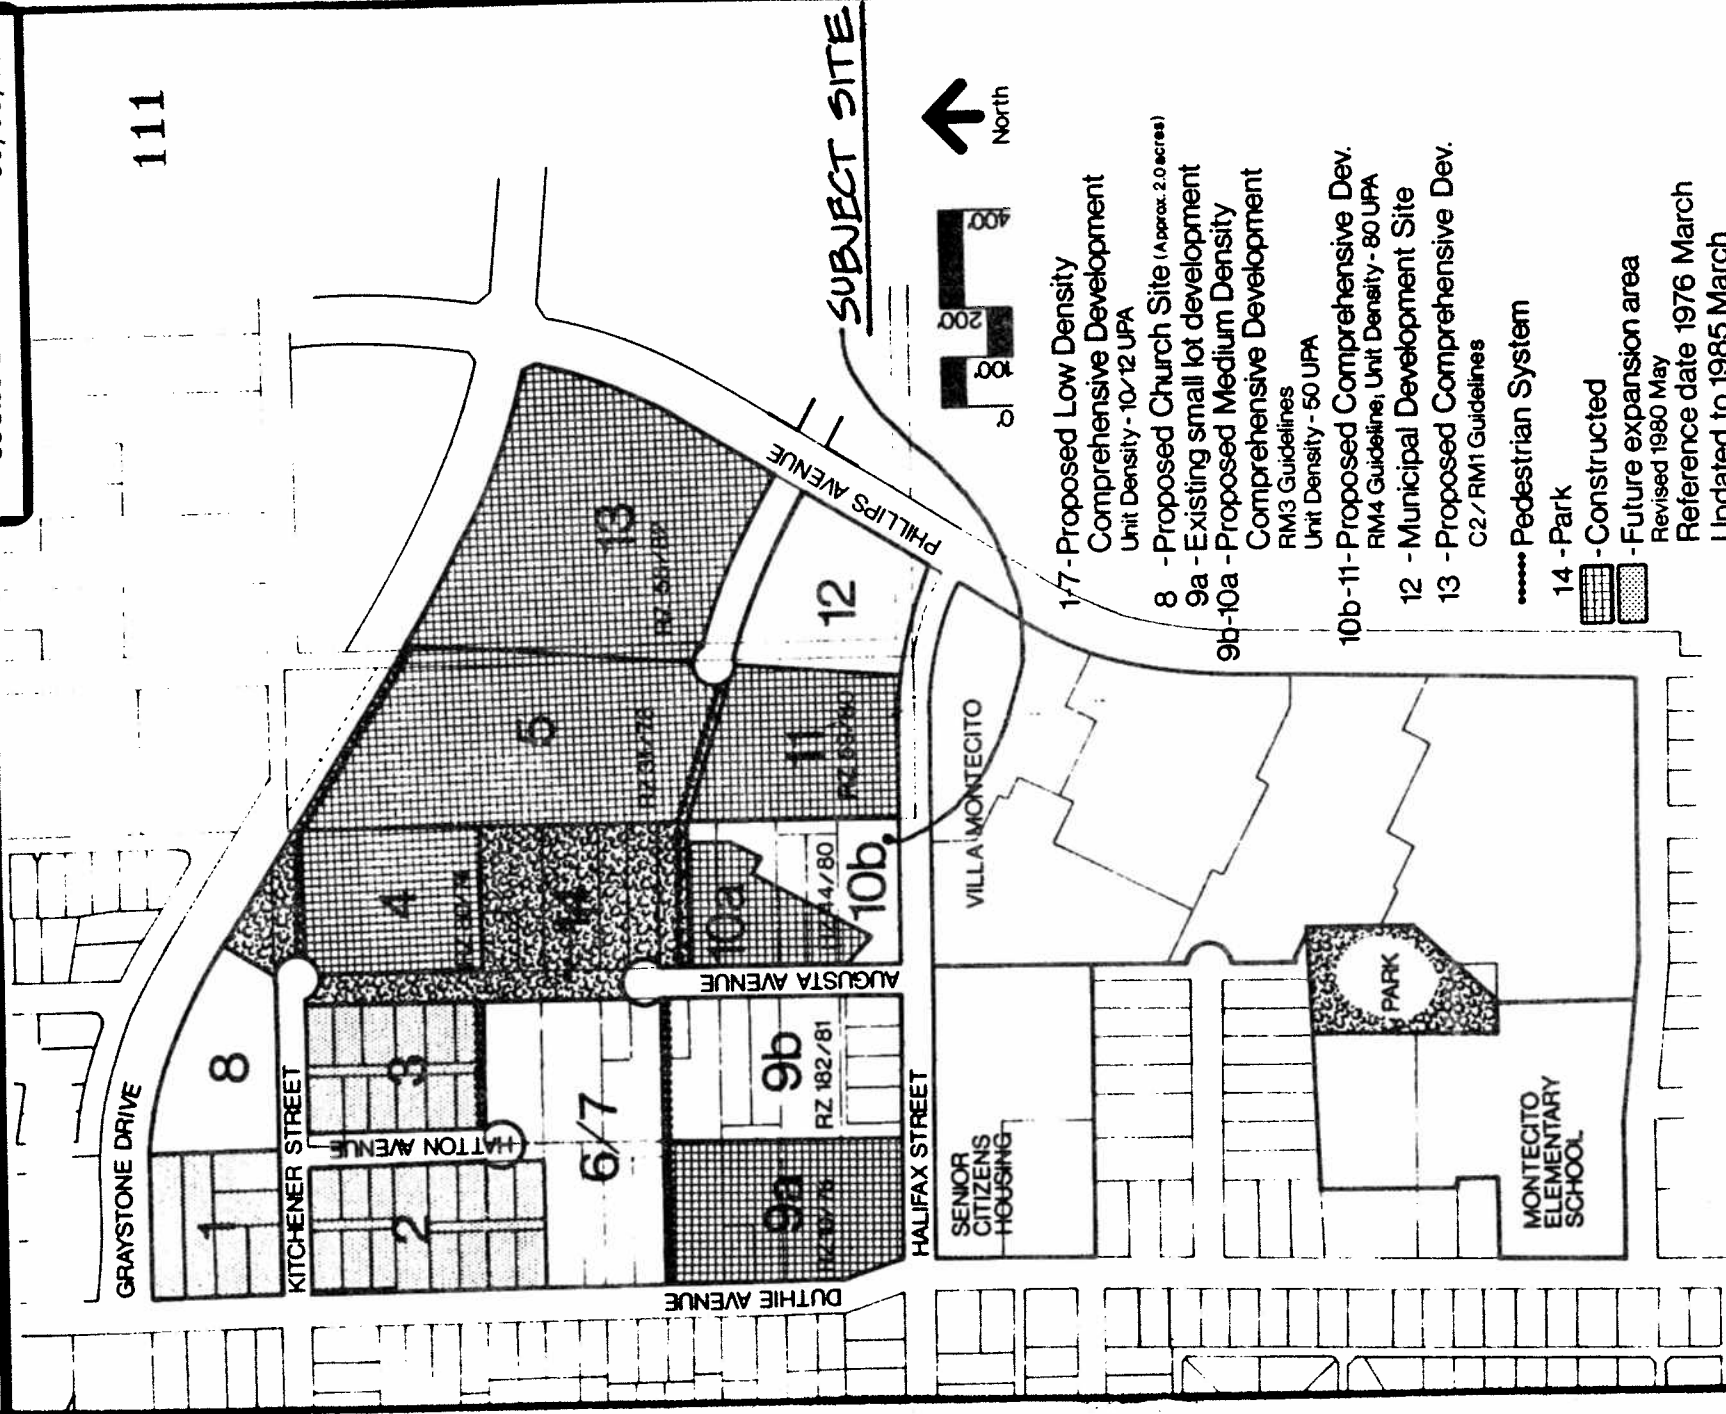 111
SUBJECT SITE
North
0 100' 200' 400'
1-7 - Proposed Low Density
Comprehensive Development
Unit Density - 10/12 UPA
8 - Proposed Church Site (Approx. 2.0 acres)
9a - Existing small lot development
9b-10a - Proposed Medium Density
Comprehensive Development
RM3 Guidelines
Unit Density - 50 UPA
10b-11 - Proposed Comprehensive Dev.
RM4 Guideline; Unit Density - 80 UPA
12 - Municipal Development Site
13 - Proposed Comprehensive Dev.
C2/RM1 Guidelines
Pedestrian System
14 - Park
- Constructed
- Future expansion area
Revised 1980 May
Reference date 1976 March
Updated to 1985 March
GRAYSTONE DRIVE
KITCHENER STREET
HATTON AVENUE
DUTHIE AVENUE
AUGUSTA AVENUE
HALIFAX STREET
PHILLIPS AVENUE
1
2
3
4
5
6/7
8
9a
9b
RZ 182/81
10a
10b
11
12
13
14
VILLA MONTECITO
SENIOR
CITIZENS
HOUSING
PARK
MONTECITO
ELEMENTARY
SCHOOL